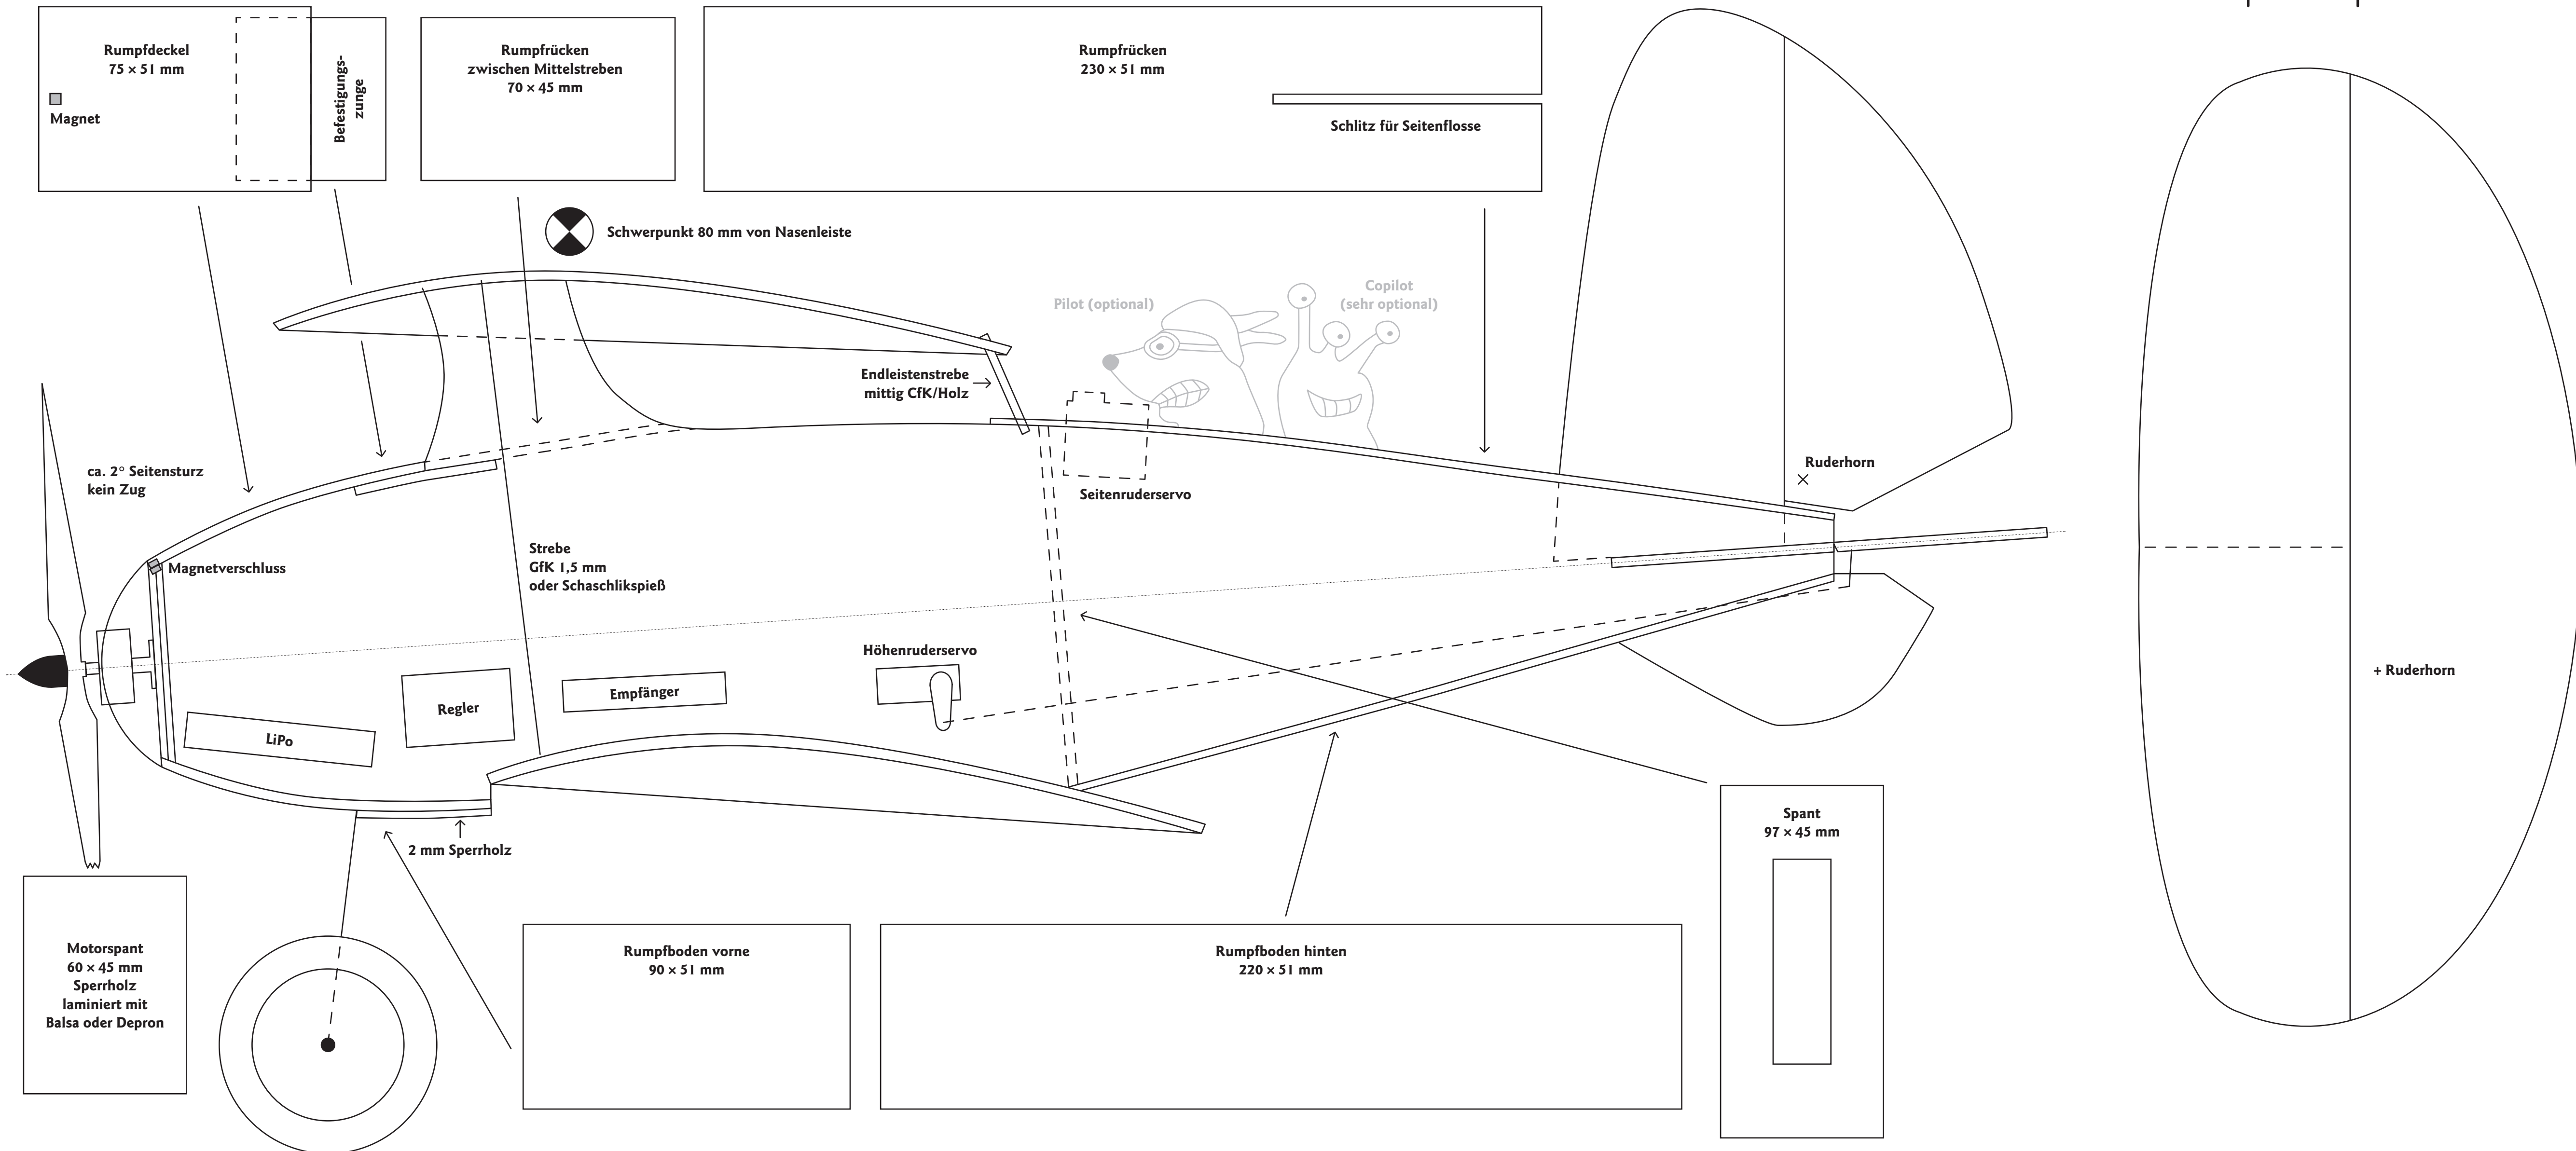 Rumpfdeckel
75 × 51 mm
Magnet
Befestigungs-
zunge
Rumpfrücken
zwischen Mittelstreben
70 × 45 mm
Rumpfrücken
230 × 51 mm
Schlitz für Seitenflosse
Schwerpunkt 80 mm von Nasenleiste
Pilot (optional)
Copilot
(sehr optional)
Endleistenstrebe
mittig CfK/Holz
ca. 2° Seitensturz
kein Zug
Ruderhorn
Seitenruderservo
Magnetverschluss
Strebe
GfK 1,5 mm
oder Schaschlikspieß
Höhenruderservo
Empfänger
Regler
LiPo
+ Ruderhorn
2 mm Sperrholz
Spant
97 × 45 mm
Motorspant
60 × 45 mm
Sperrholz
laminiert mit
Balsa oder Depron
Rumpfboden vorne
90 × 51 mm
Rumpfboden hinten
220 × 51 mm